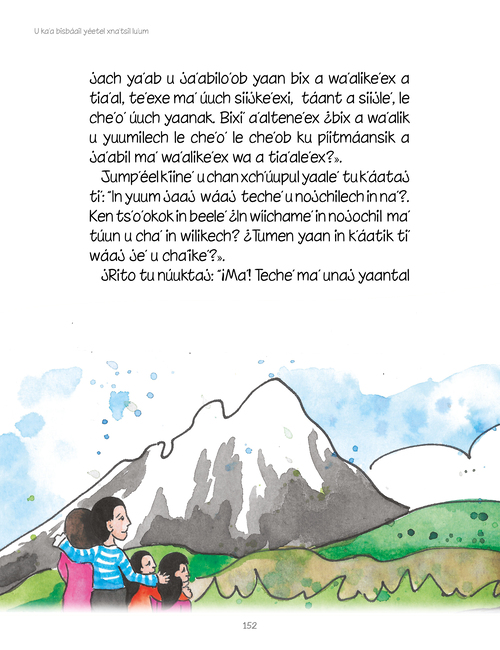 U ka'a bisbáail yéetel xna'tsil lu'um
jach ya'ab u ja'abilo'ob yaan bix a wa'alike'ex a
tia'al, te'exe ma' úuch siijke'exi, táant a siijle', le
che'o' úuch yaanak. Bixi' a'altene'ex ¿bix a wa'alik
u yuumilech le che'o' le che'ob ku píitmáansik a
ja'abil ma' wa'alike'ex wa a tia'ale'ex?».
Jump'éel k'iine' u chan xch'úupul yaale' tu k'áataj
ti': "In yuum jaaj wáaj teche' u nojchilech in na'?.
Ken ts'o'okok in beele' ¿In wíichame' in nojochil ma'
túun u cha' in wilikech? ¿Tumen yaan in k'áatik ti'
wáaj je' u cha'ike'?».
jRito tu núuktaj: "¡Ma'! Teche' ma' unaj yaantal
152